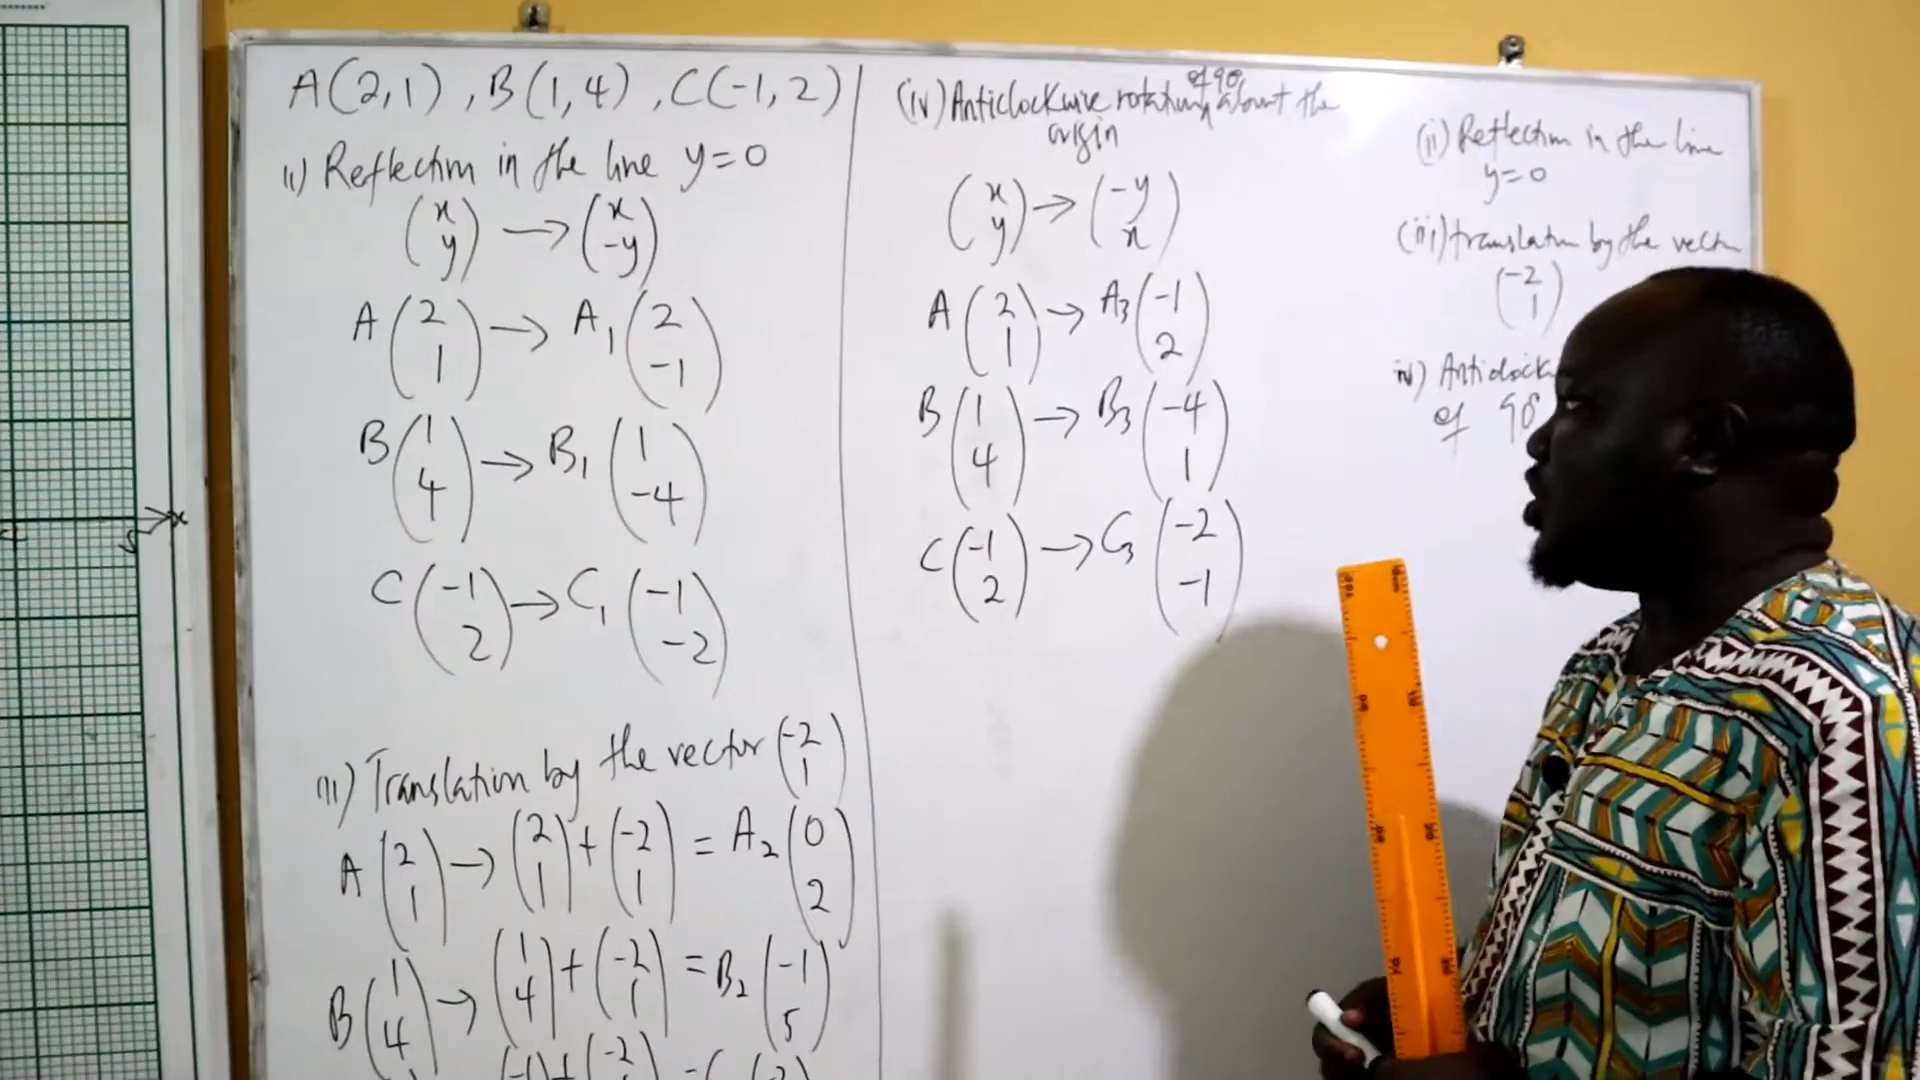 A(2,1), B(1,4), C(-1,2)
ii) Reflection in the line y=0
(x y) → (x -y)
A(2 1) → A₁(2 -1)
B(1 4) → B₁(1 -4)
C(-1 2) → C₁(-1 -2)
iii) Translation by the vector (-2 1)
A(2 1) → (2 1) + (-2 1) = A₂(0 2)
B(1 4) → (1 4) + (-2 1) = B₂(-1 5)
(iv) Anticlockwise rotation of 90° about the
origin
(x y) → (-y x)
A(2 1) → A₃(-1 2)
B(1 4) → B₃(-4 1)
C(-1 2) → C₃(-2 -1)
(ii) Reflection in the line
y=0
(iii) translation by the vector
(-2 1)
iv) Anticlock
of 90°
x